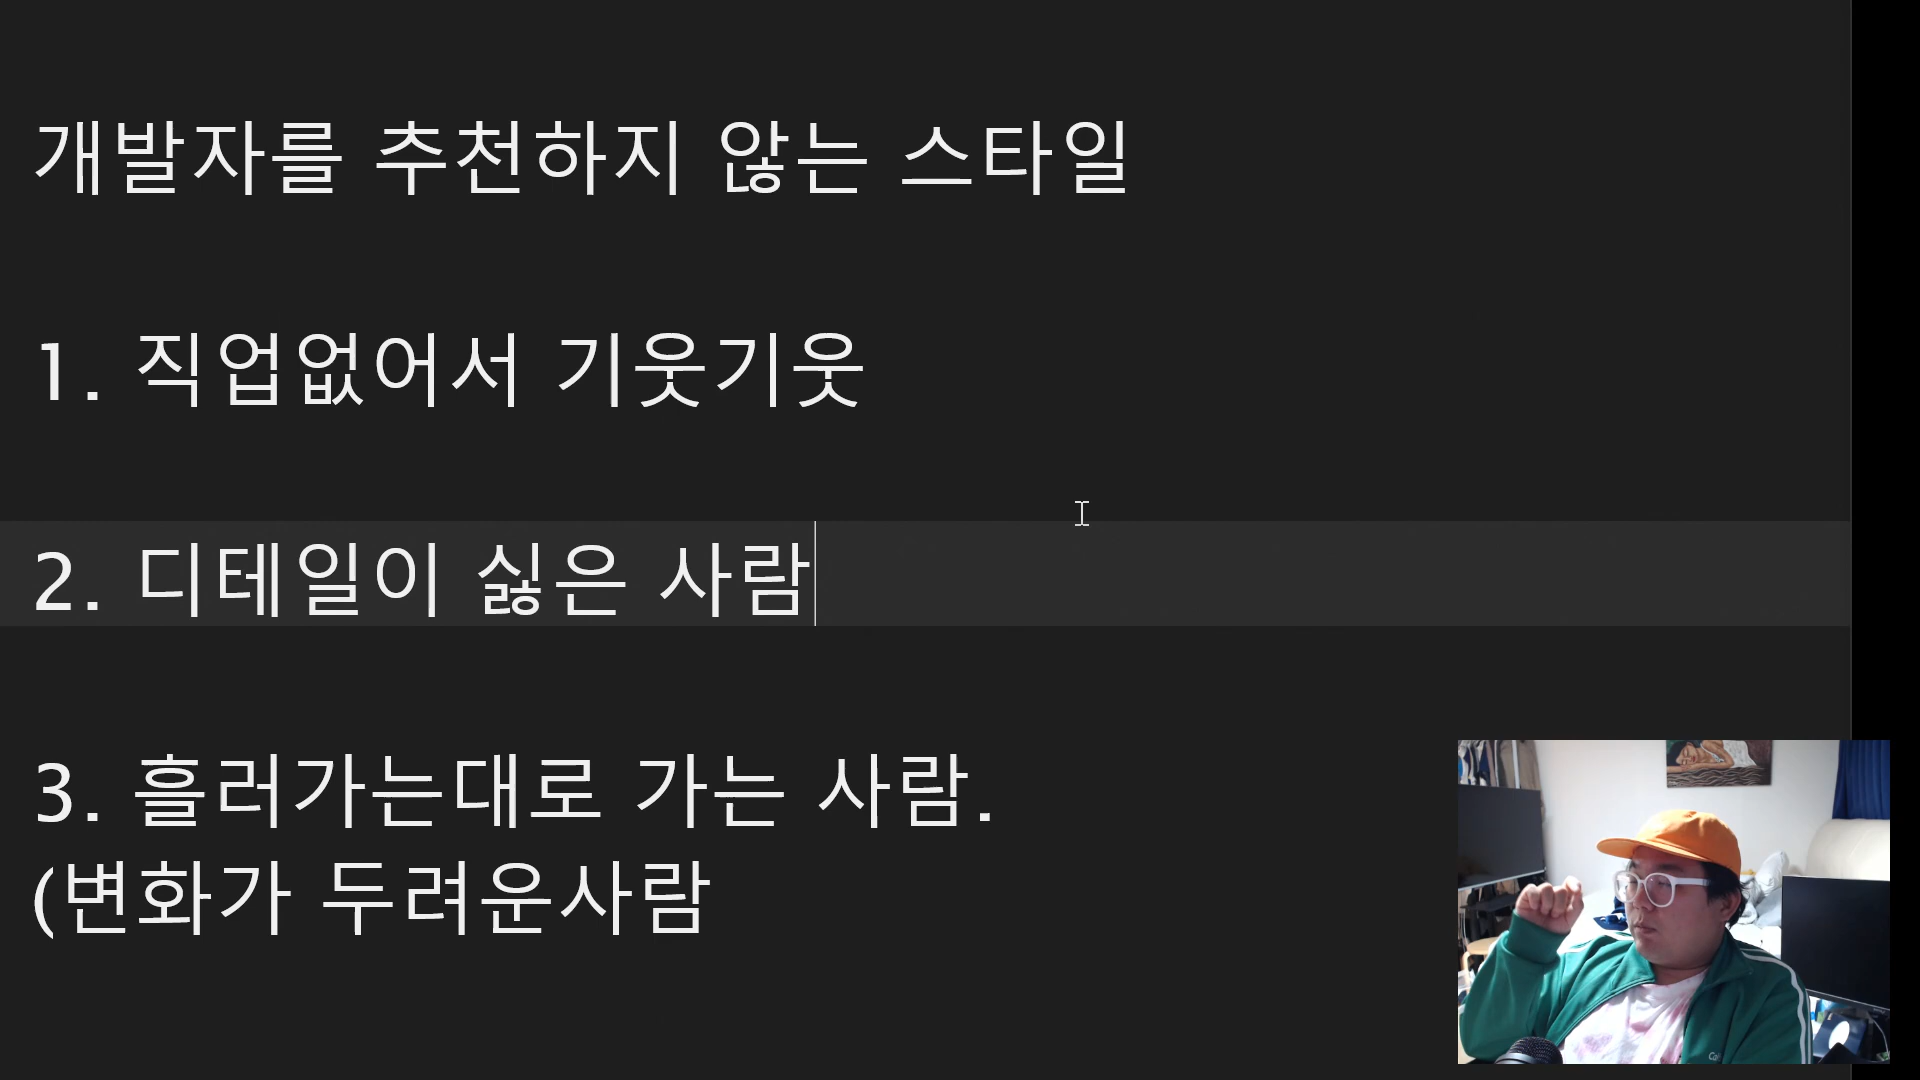 개발자를 추천하지 않는 스타일
1. 직업없어서 기웃기웃
2. 디테일이 싫은 사람
3. 흘러가는대로 가는 사람.
(변화가 두려운사람